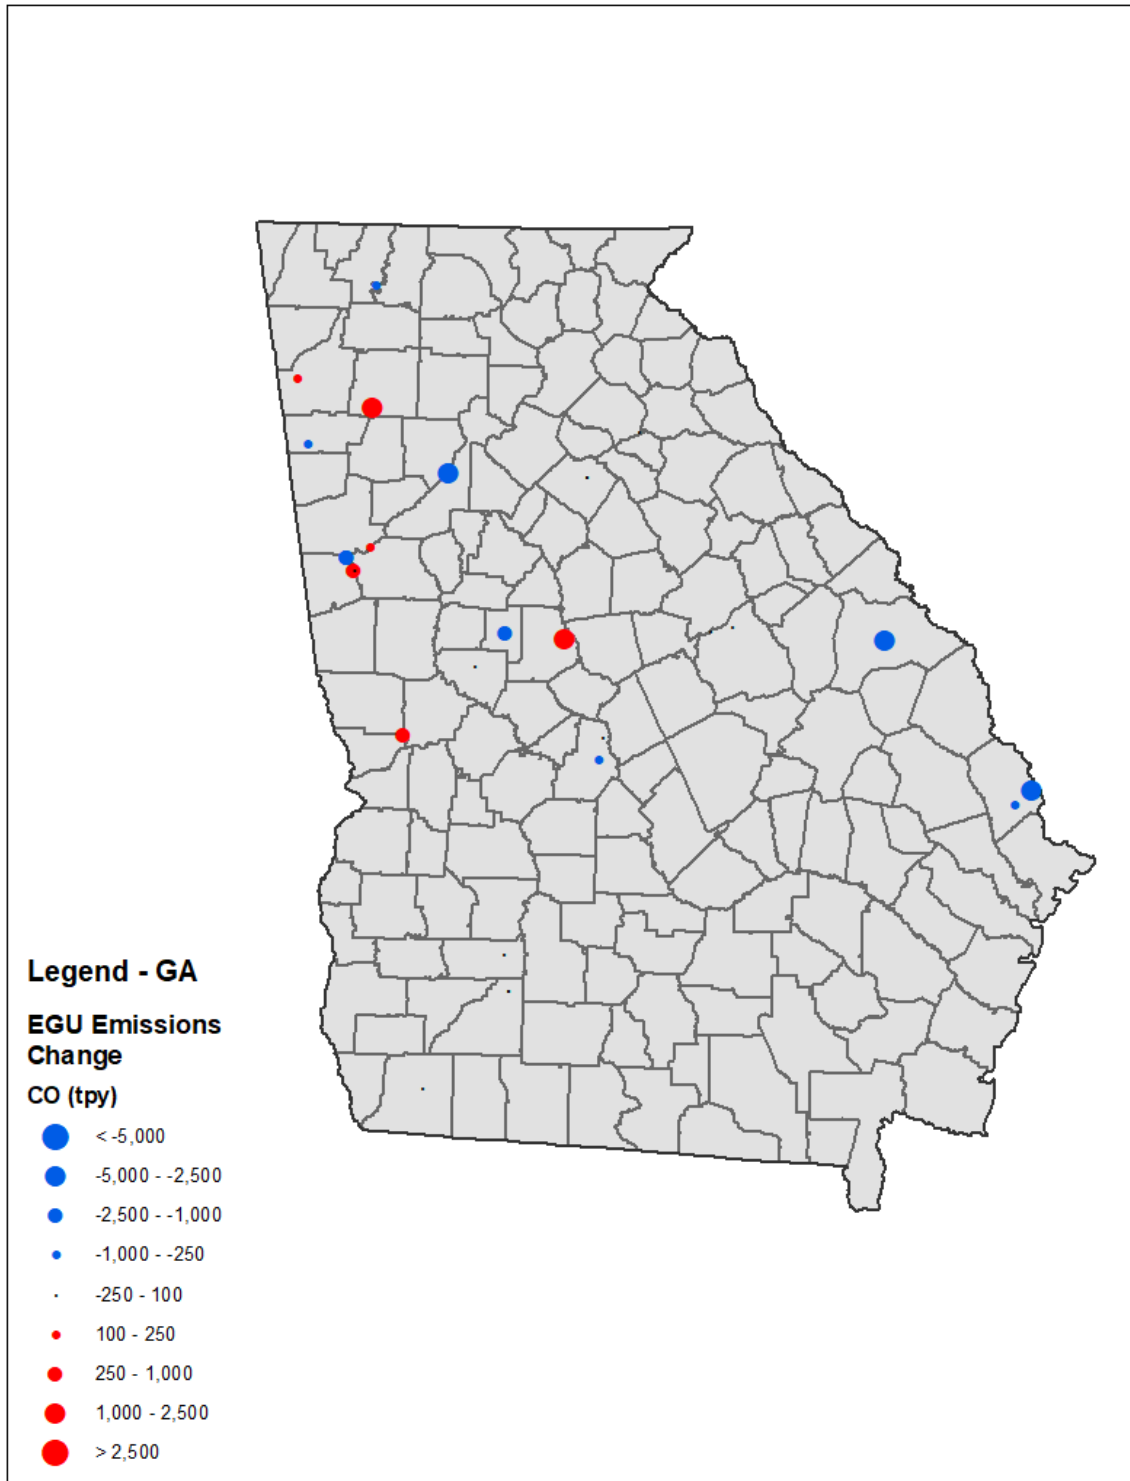 Legend - GA
EGU Emissions
Change
CO (tpy)
< -5,000
-5,000 - -2,500
-2,500 - -1,000
-1,000 - -250
-250 - 100
100 - 250
250 - 1,000
1,000 - 2,500
> 2,500